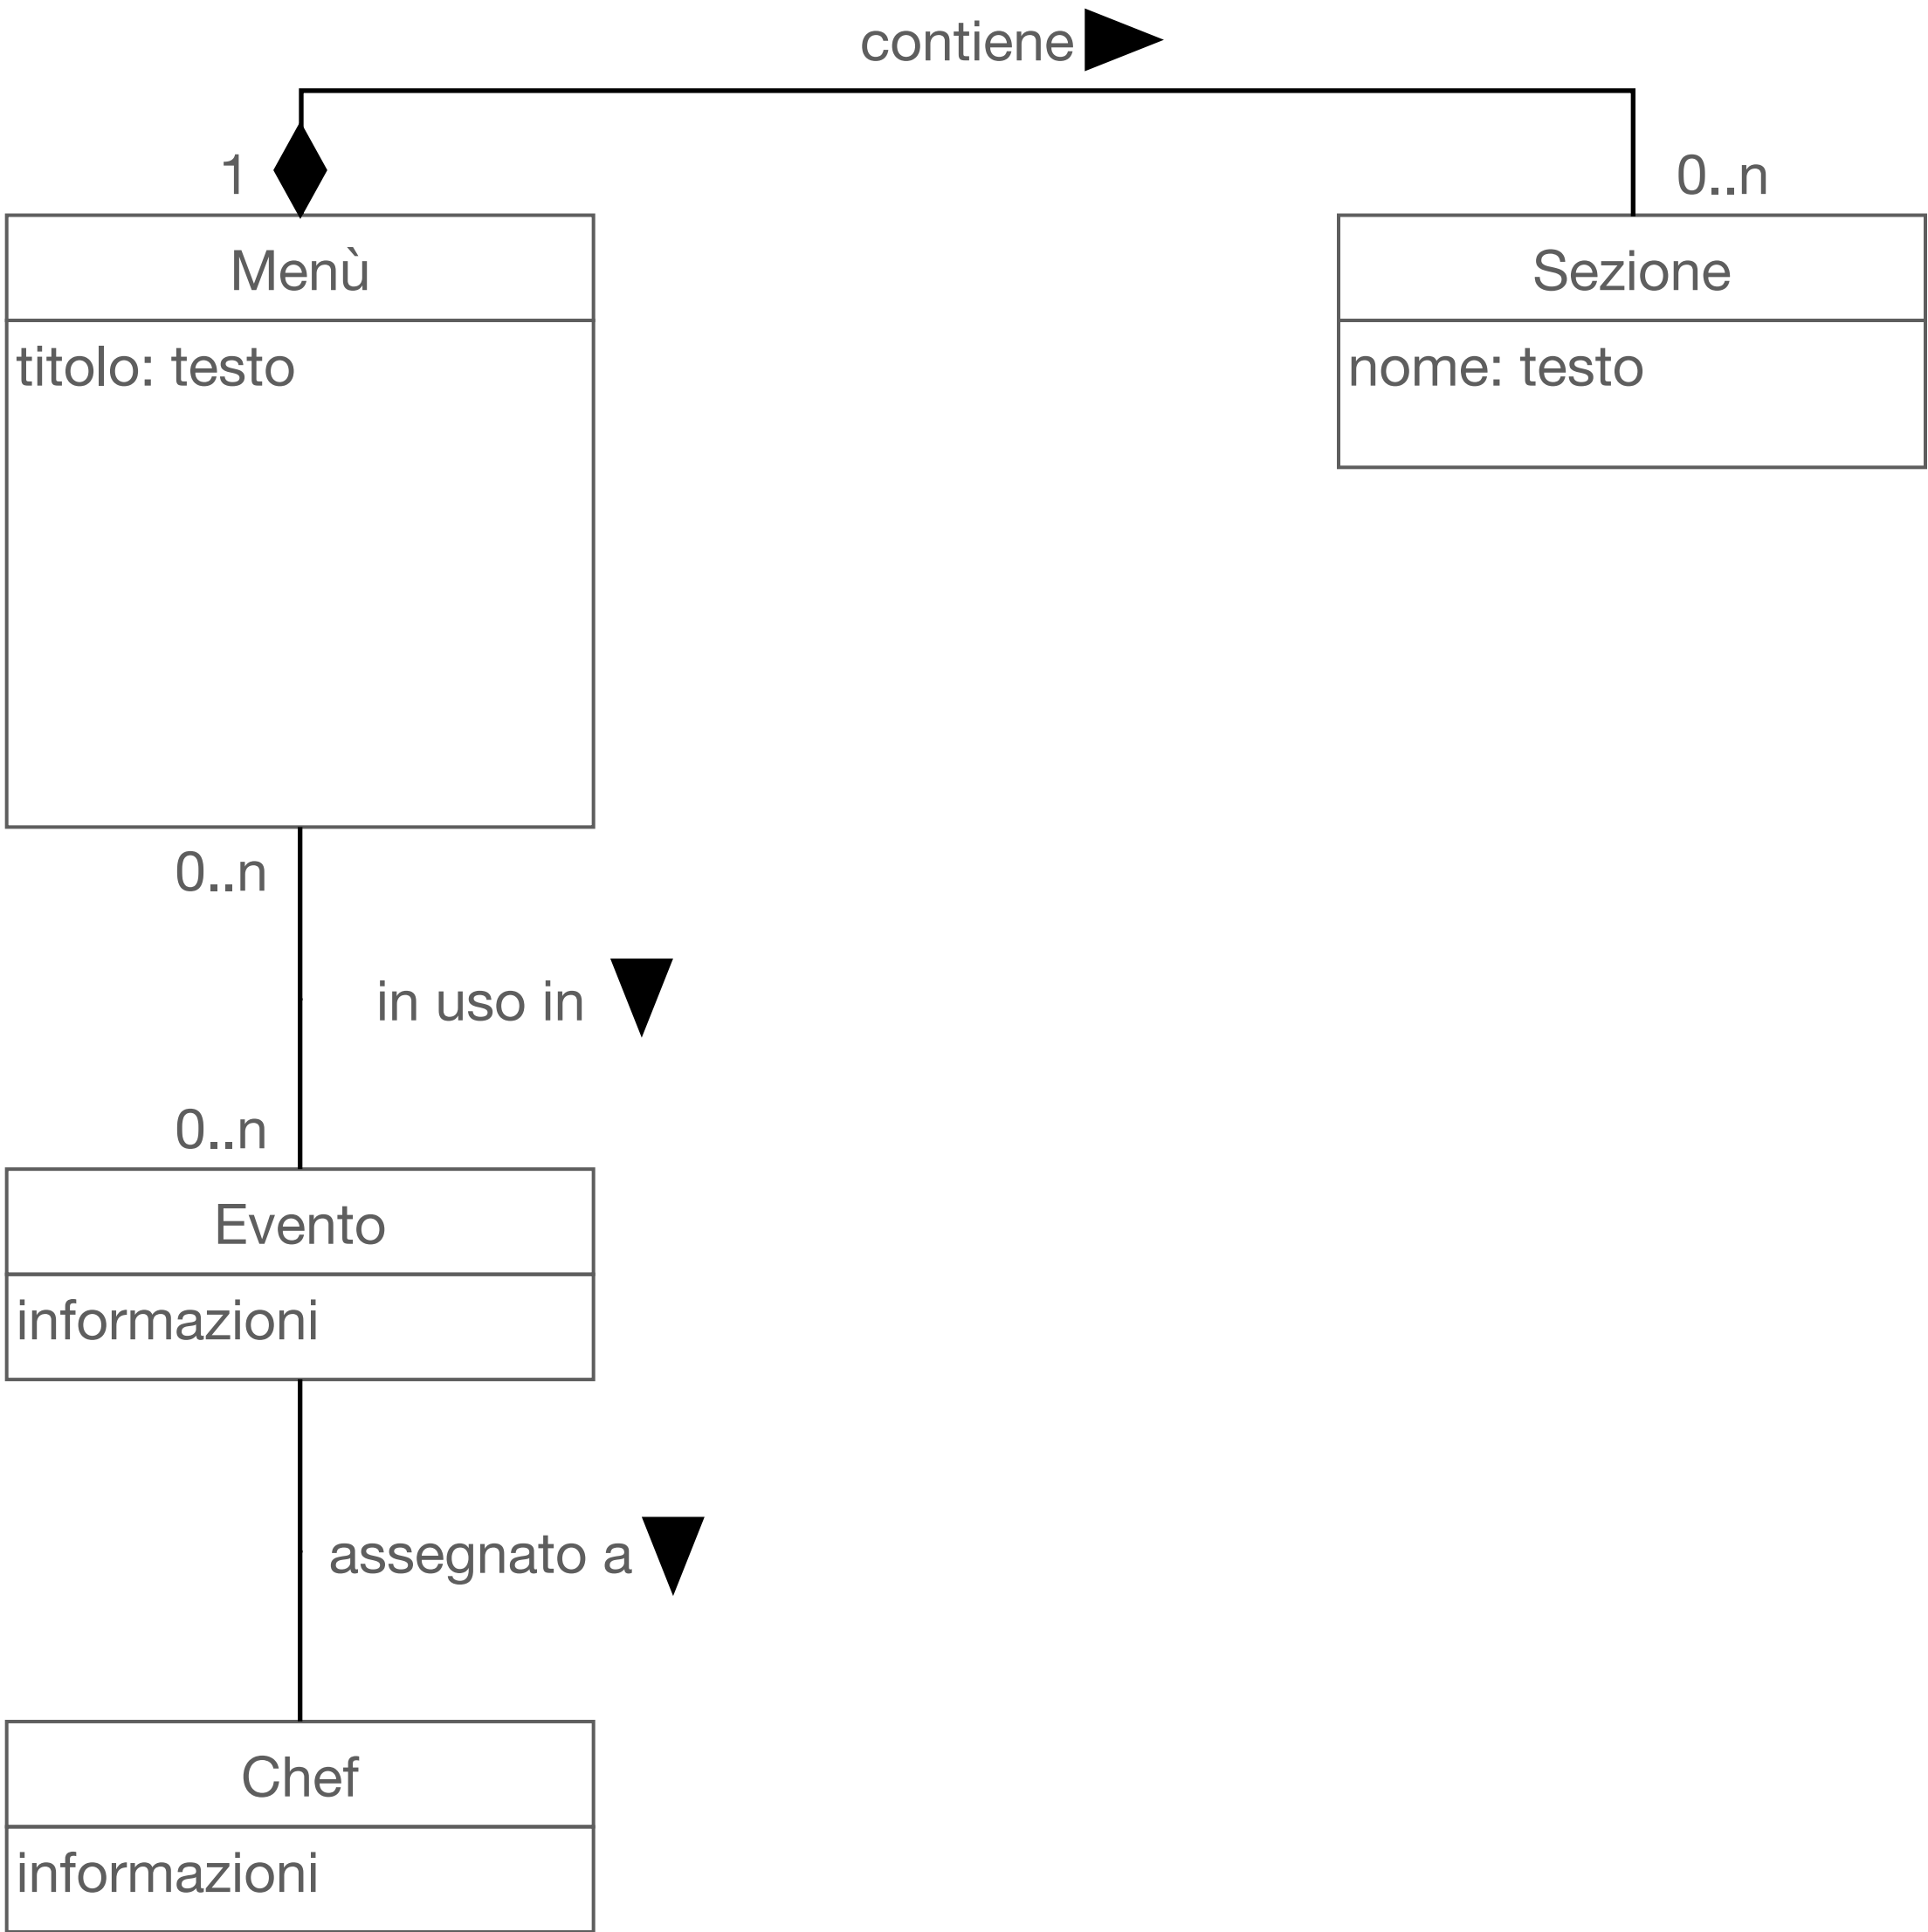 contiene
1
0..n
Menù
Sezione
titolo: testo
nome: testo
0..n
in uso in
0..n
Evento
informazioni
assegnato a
Chef
informazioni